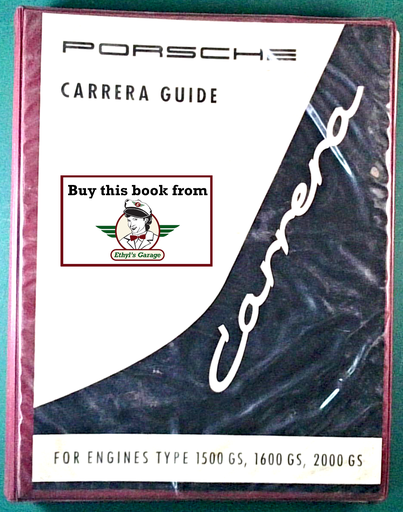 PORSCHE
CARRERA GUIDE
Buy this book from
Ethyl's Garage
Carrera
FOR ENGINES TYPE 1500 GS, 1600 GS, 2000 GS